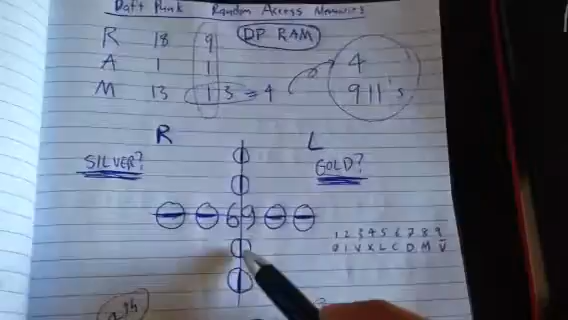 Daft Punk Random Access Memories
R 18 9 DP RAM
A 1 1 4
M 13 1 3 = 4 911's
R L
SILVER? GOLD?
69
1 2 3 4 5 6 7 8 9